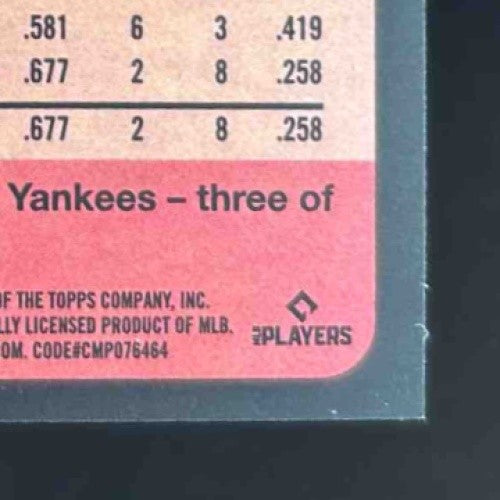 .581 6 3 .419
.677 2 8 .258
.677 2 8 .258
Yankees – three of
OF THE TOPPS COMPANY, INC.
LLY LICENSED PRODUCT OF MLB.
OM. CODE#CMP076464
PLAYERS